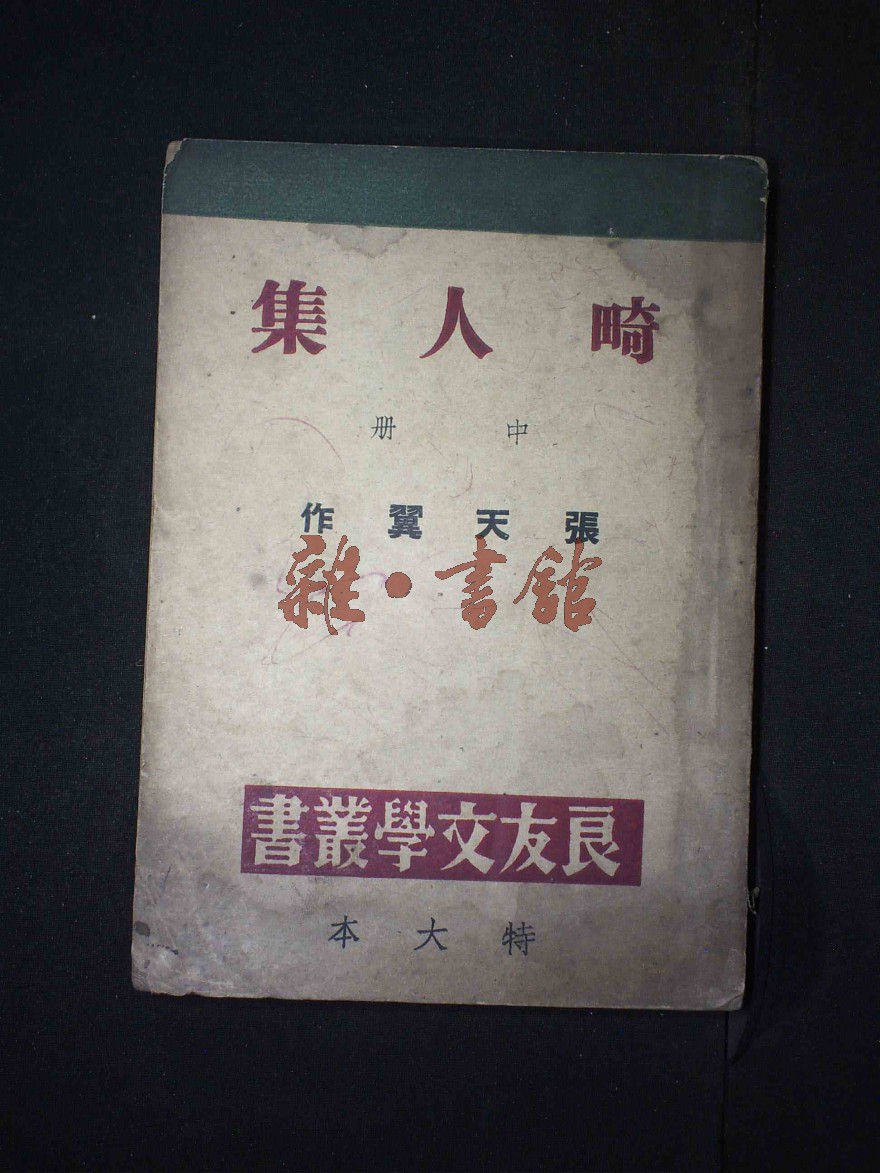 畸人集
中册
張天翼作
雜·書館
良友文學叢書
特大本